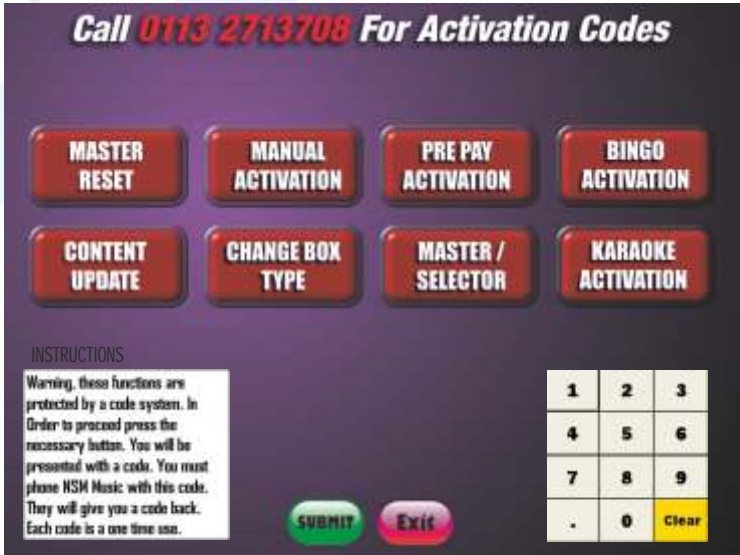 Call 0113 2713708 For Activation Codes
MASTER
RESET
MANUAL
ACTIVATION
PRE PAY
ACTIVATION
BINGO
ACTIVATION
CONTENT
UPDATE
CHANGE BOX
TYPE
MASTER /
SELECTOR
KARAOKE
ACTIVATION
INSTRUCTIONS
Warning, these functions are
protected by a code system. In
Order to proceed press the
necessary button. You will be
presented with a code. You must
phone NSM Music with this code.
They will give you a code back.
Each code is a one time use.
1 2 3
4 5 6
7 8 9
. 0 Clear
SUBMIT
Exit